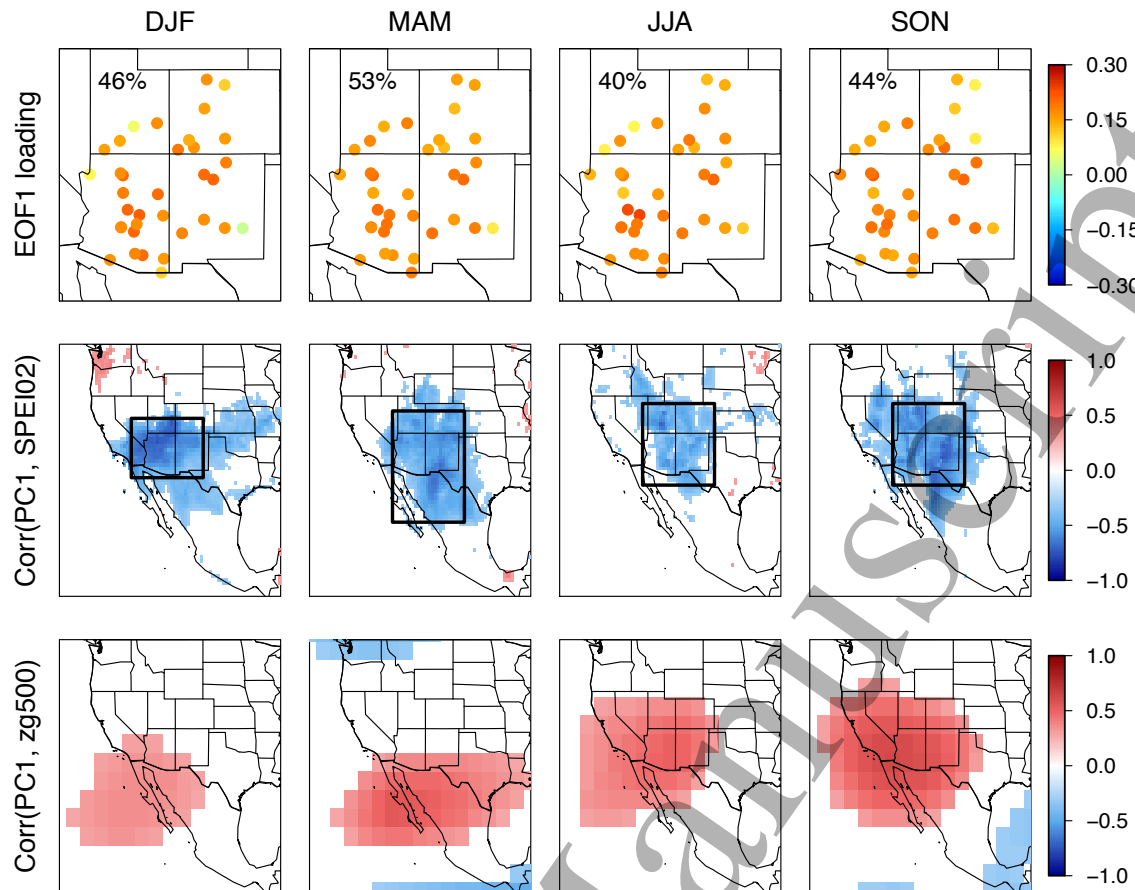 DJF MAM JJA SON
EOF1 loading
46% 53% 40% 44%
0.30
0.15
0.00
−0.15
−0.30
Corr(PC1, SPEI02)
1.0
0.5
0.0
−0.5
−1.0
Corr(PC1, zg500)
1.0
0.5
0.0
−0.5
−1.0
anuscript